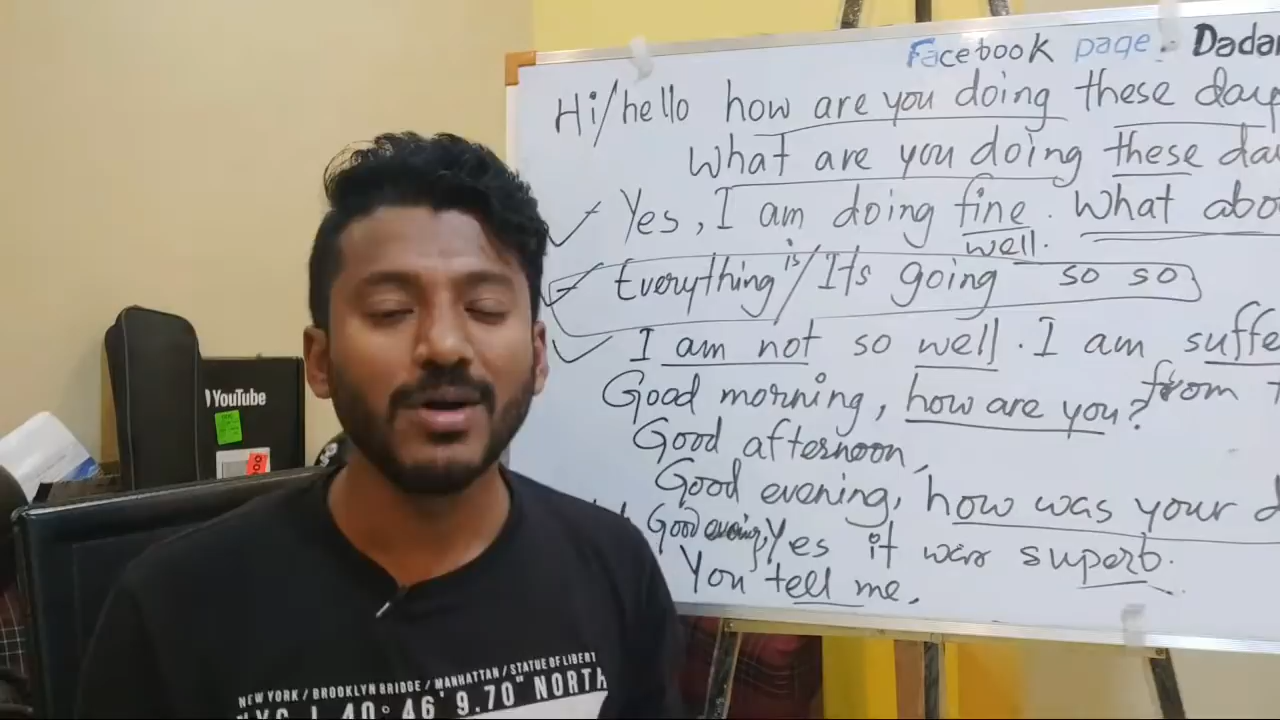 Facebook page. Dada
Hi/hello how are you doing these day
What are you doing these da
Yes, I am doing fine. What abo
well.
Everything is/Its going so so
I am not so well. I am suffe
from
Good morning, how are you?
Good afternoon,
Good evening, how was your d
Good evening, Yes it was superb.
You tell me,
YouTube
NEW YORK / BROOKLYN BRIDGE / MANHATTAN / STATUE OF LIBERT
NYC 40° 46' 9.70" NORTH